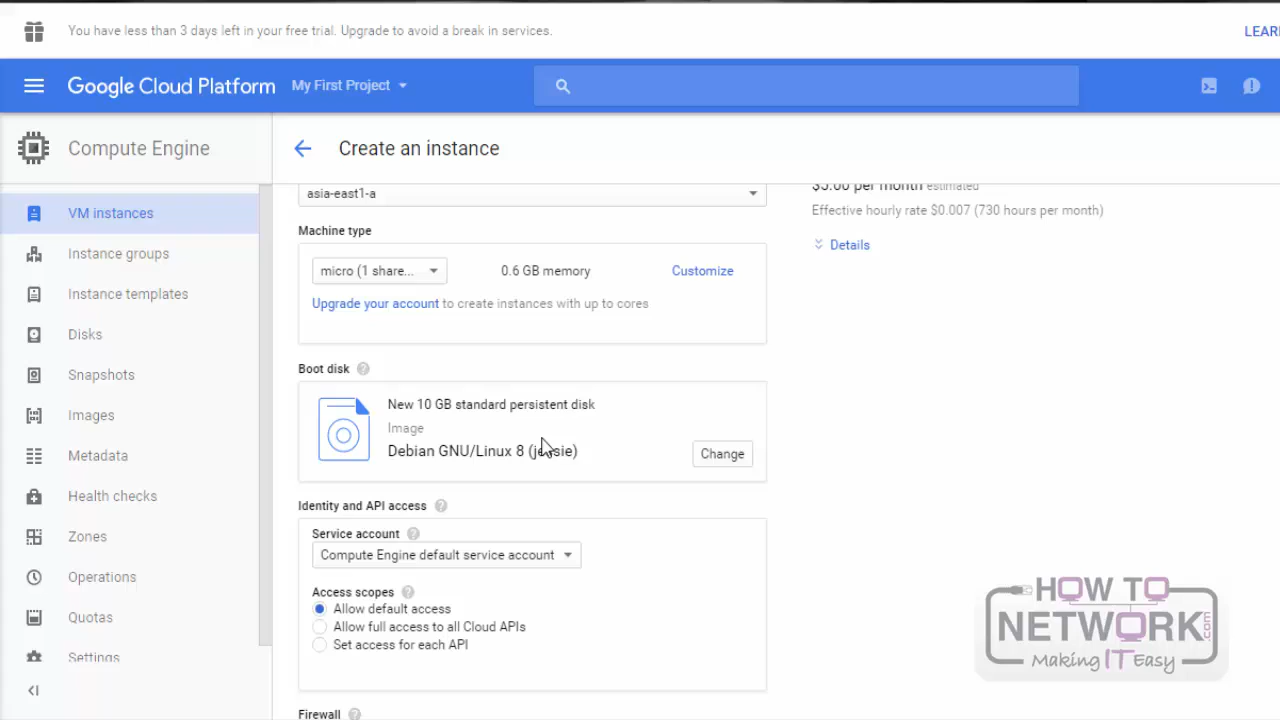 You have less than 3 days left in your free trial. Upgrade to avoid a break in services.
LEARN
Google Cloud Platform
My First Project
Compute Engine
Create an instance
VM instances
Instance groups
Instance templates
Disks
Snapshots
Images
Metadata
Health checks
Zones
Operations
Quotas
Settings
asia-east1-a
Machine type
micro (1 share...
0.6 GB memory
Customize
Upgrade your account to create instances with up to cores
Boot disk
New 10 GB standard persistent disk
Image
Debian GNU/Linux 8 (jessie)
Change
Identity and API access
Service account
Compute Engine default service account
Access scopes
Allow default access
Allow full access to all Cloud APIs
Set access for each API
Firewall
$5.00 per month estimated
Effective hourly rate $0.007 (730 hours per month)
Details
HOW TO
NETWORK.com
Making IT Easy